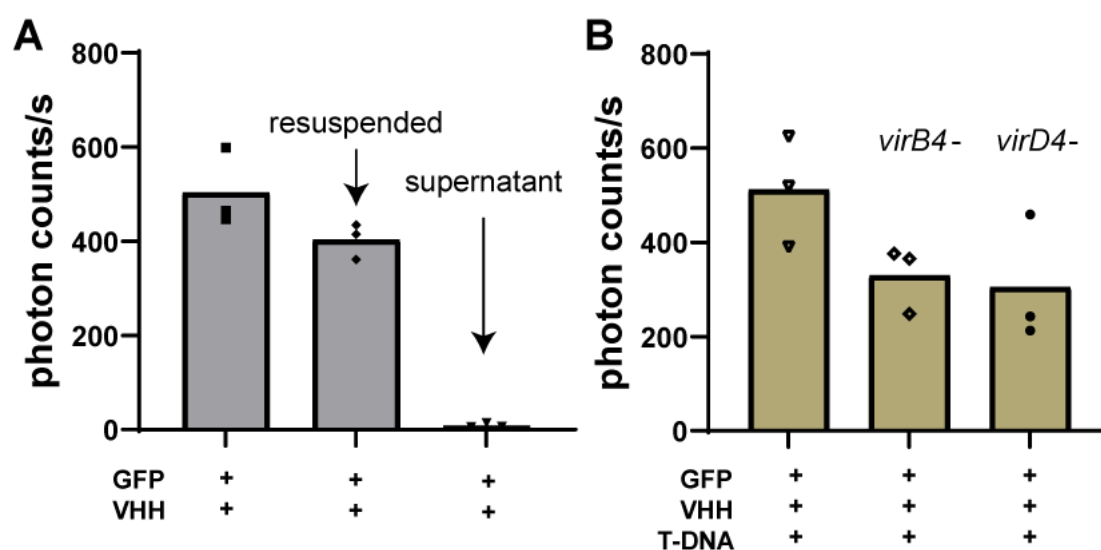 A
photon counts/s
800
600
400
200
0
resuspended
supernatant
GFP + + +
VHH + + +
B
photon counts/s
800
600
400
200
0
virB4- virD4-
GFP + + +
VHH + + +
T-DNA + + +